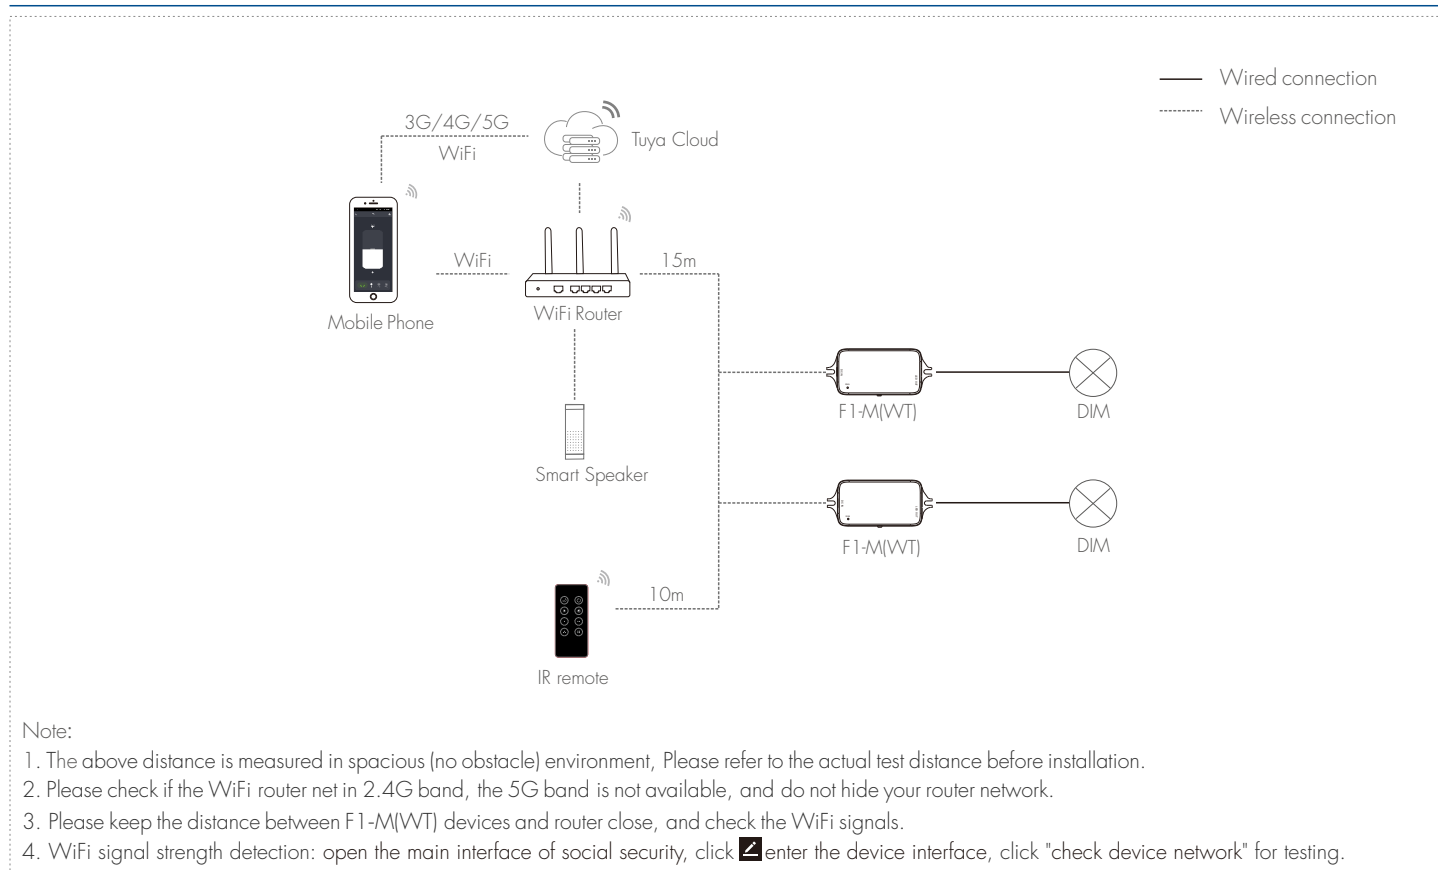 Wired connection
Wireless connection
3G/4G/5G
WiFi
Tuya Cloud
WiFi
15m
Mobile Phone
WiFi Router
F1-M(WT)
DIM
Smart Speaker
F1-M(WT)
DIM
10m
IR remote
Note:
1. The above distance is measured in spacious (no obstacle) environment, Please refer to the actual test distance before installation.
2. Please check if the WiFi router net in 2.4G band, the 5G band is not available, and do not hide your router network.
3. Please keep the distance between F1-M(WT) devices and router close, and check the WiFi signals.
4. WiFi signal strength detection: open the main interface of social security, click enter the device interface, click "check device network" for testing.